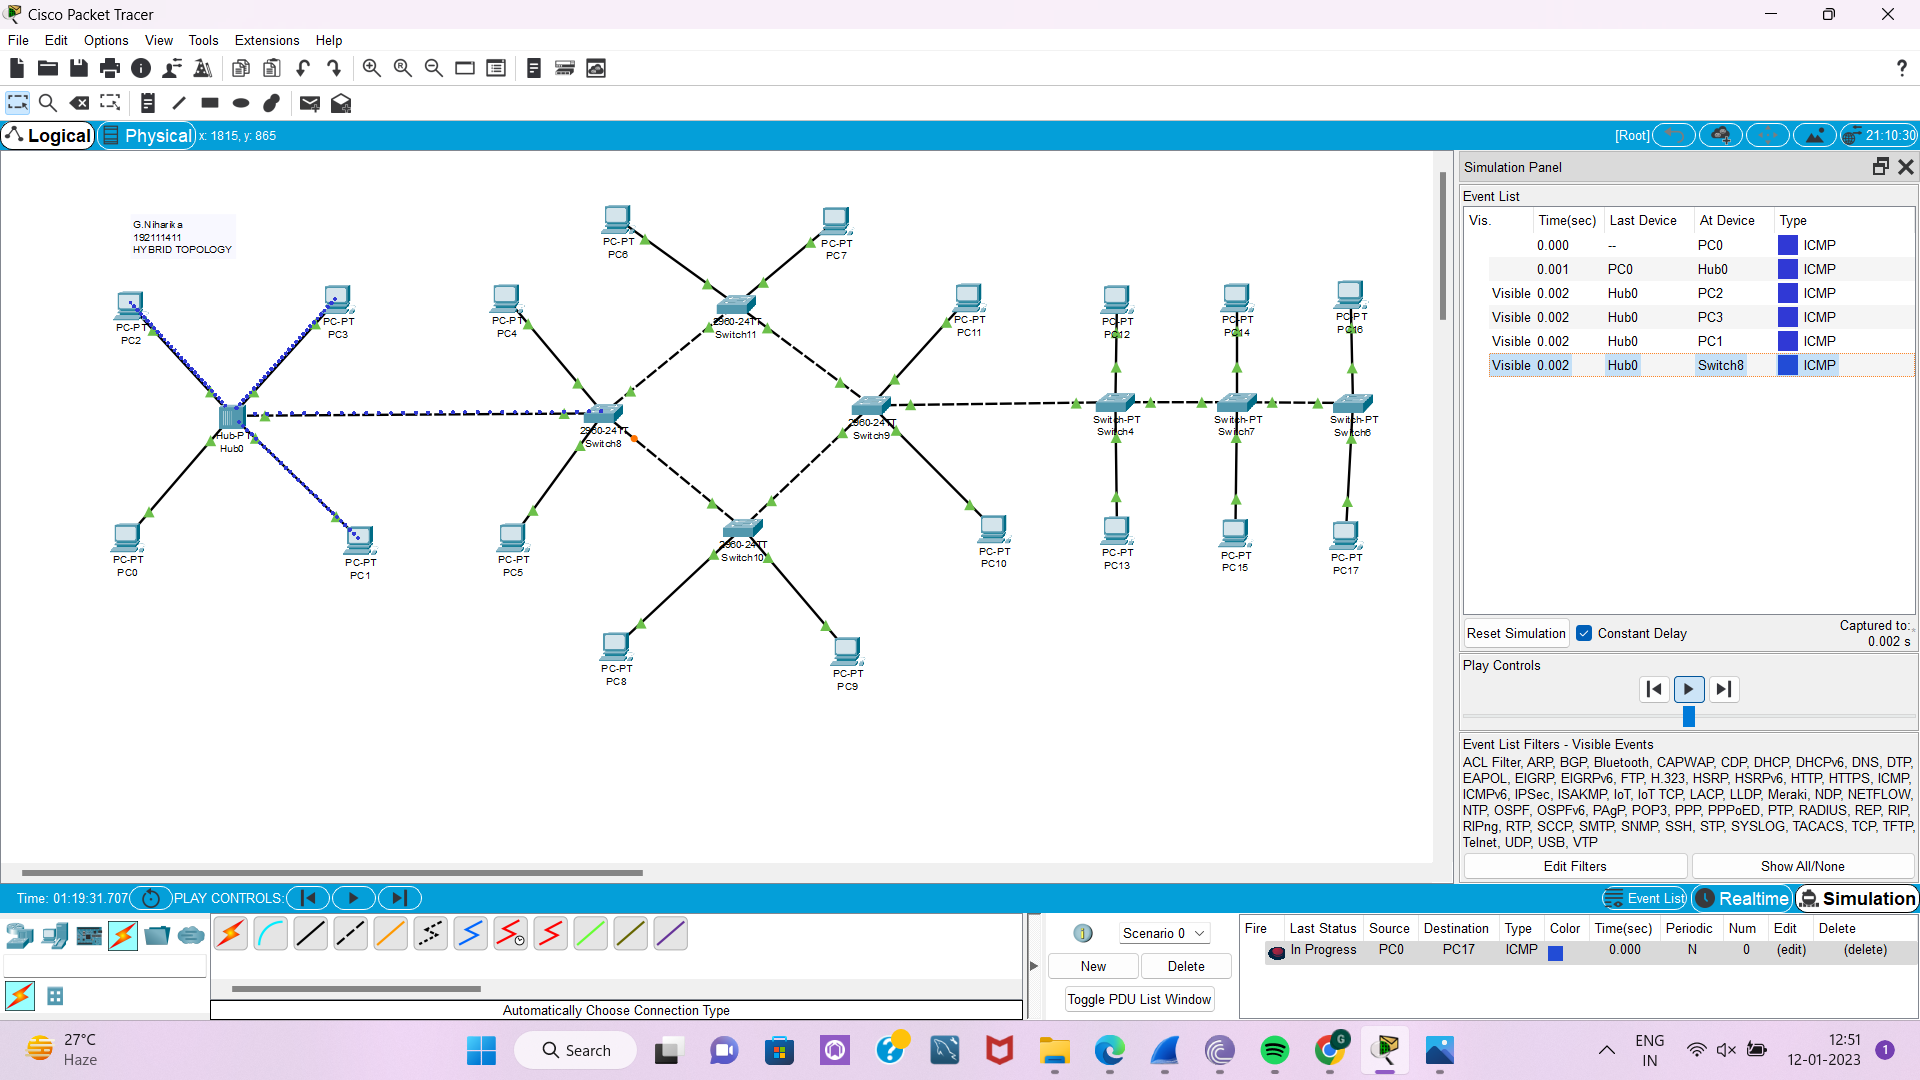 Cisco Packet Tracer
File Edit Options View Tools Extensions Help
Logical Physical x: 1815, y: 865
[Root] 21:10:30
G.Niharika
192111411
HYBRID TOPOLOGY
PC-PT
PC2
PC-PT
PC3
Hub-PT
Hub0
PC-PT
PC0
PC-PT
PC1
PC-PT
PC4
PC-PT
PC5
PC-PT
PC6
PC-PT
PC7
2960-24TT
Switch11
2960-24TT
Switch8
2960-24TT
Switch9
2960-24TT
Switch10
PC-PT
PC8
PC-PT
PC9
PC-PT
PC11
PC-PT
PC10
PC-PT
PC12
PC-PT
PC14
PC-PT
PC16
Switch-PT
Switch4
Switch-PT
Switch7
Switch-PT
Switch6
PC-PT
PC13
PC-PT
PC15
PC-PT
PC17
Simulation Panel
Event List
Vis. Time(sec) Last Device At Device Type
0.000 -- PC0 ICMP
0.001 PC0 Hub0 ICMP
Visible 0.002 Hub0 PC2 ICMP
Visible 0.002 Hub0 PC3 ICMP
Visible 0.002 Hub0 PC1 ICMP
Visible 0.002 Hub0 Switch8 ICMP
Reset Simulation Constant Delay Captured to:
0.002 s
Play Controls
Event List Filters - Visible Events
ACL Filter, ARP, BGP, Bluetooth, CAPWAP, CDP, DHCP, DHCPv6, DNS, DTP,
EAPOL, EIGRP, EIGRPv6, FTP, H.323, HSRP, HSRPv6, HTTP, HTTPS, ICMP,
ICMPv6, IPSec, ISAKMP, IoT, IoT TCP, LACP, LLDP, Meraki, NDP, NETFLOW,
NTP, OSPF, OSPFv6, PAgP, POP3, PPP, PPPoED, PTP, RADIUS, REP, RIP,
RIPng, RTP, SCCP, SMTP, SNMP, SSH, STP, SYSLOG, TACACS, TCP, TFTP,
Telnet, UDP, USB, VTP
Edit Filters Show All/None
Time: 01:19:31.707 PLAY CONTROLS:
Event List Realtime Simulation
Automatically Choose Connection Type
Scenario 0
New Delete
Toggle PDU List Window
Fire Last Status Source Destination Type Color Time(sec) Periodic Num Edit Delete
In Progress PC0 PC17 ICMP 0.000 N 0 (edit) (delete)
27°C
Haze
Search
G
ENG
IN
12:51
12-01-2023
1